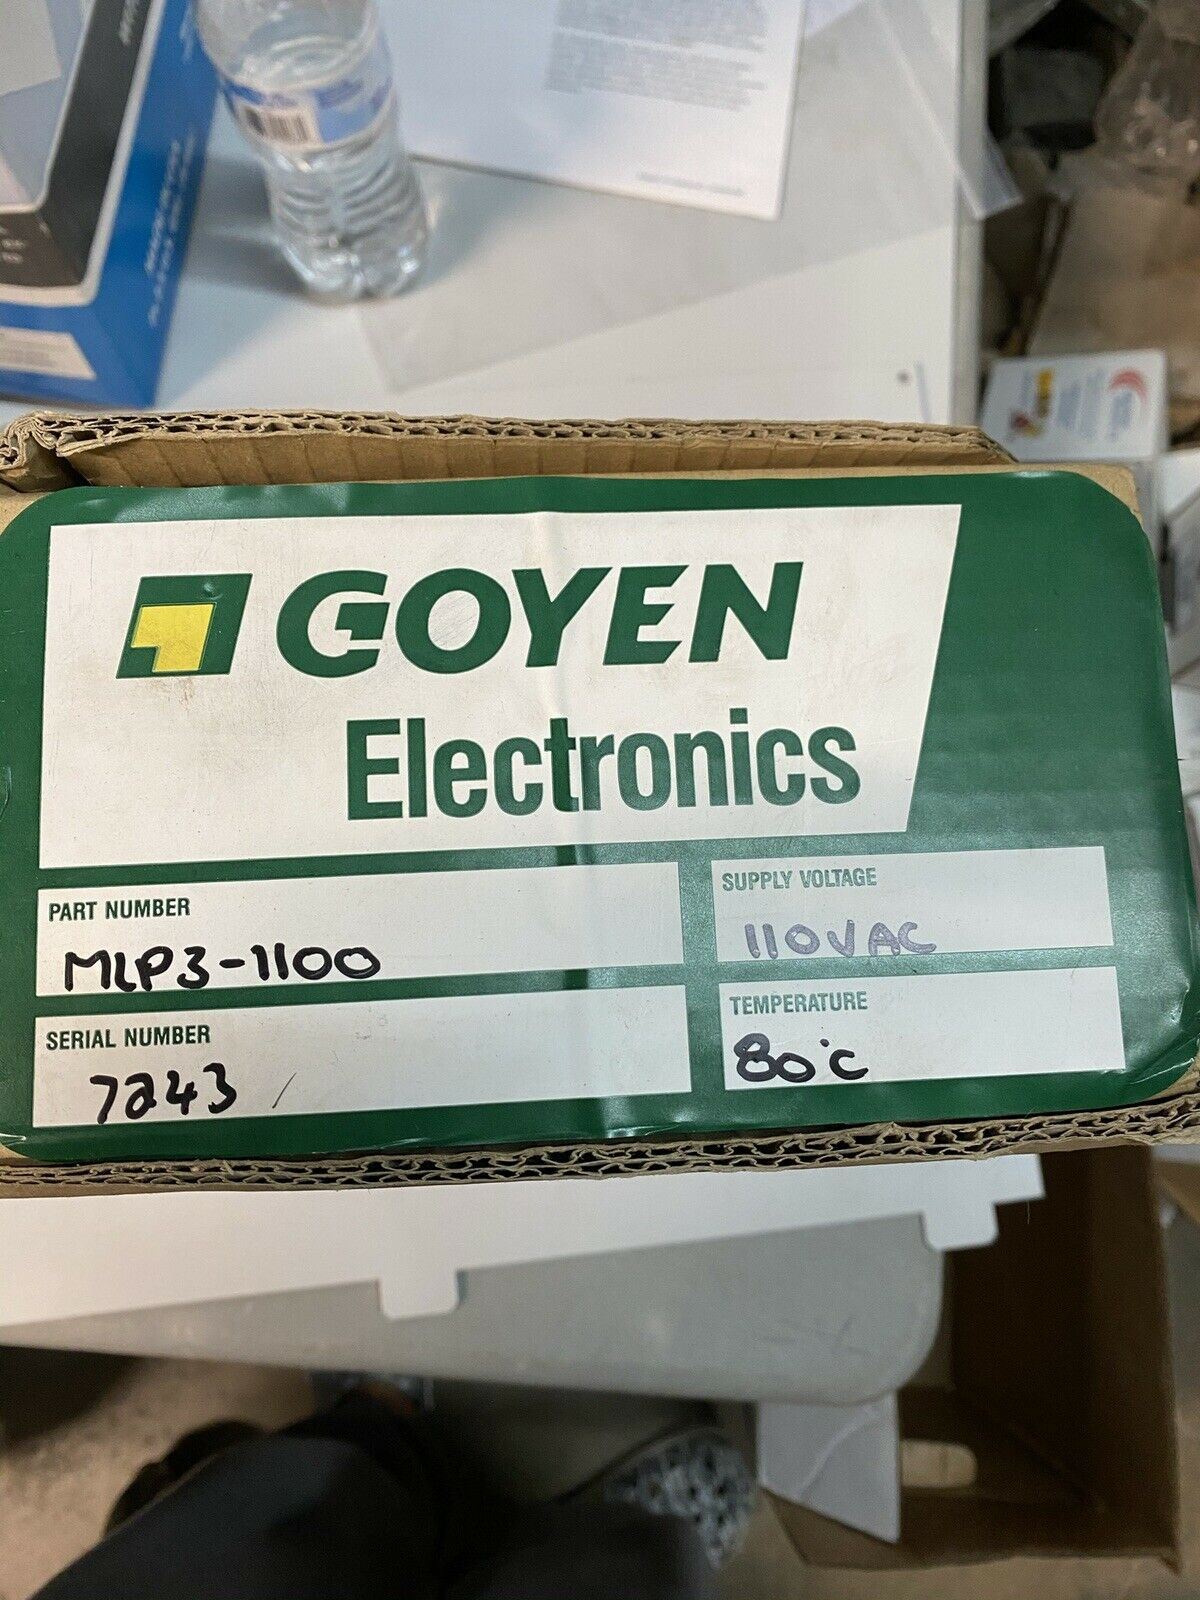 GOYEN
Electronics
PART NUMBER
MLP3-1100
SUPPLY VOLTAGE
110VAC
SERIAL NUMBER
7243
TEMPERATURE
80°C